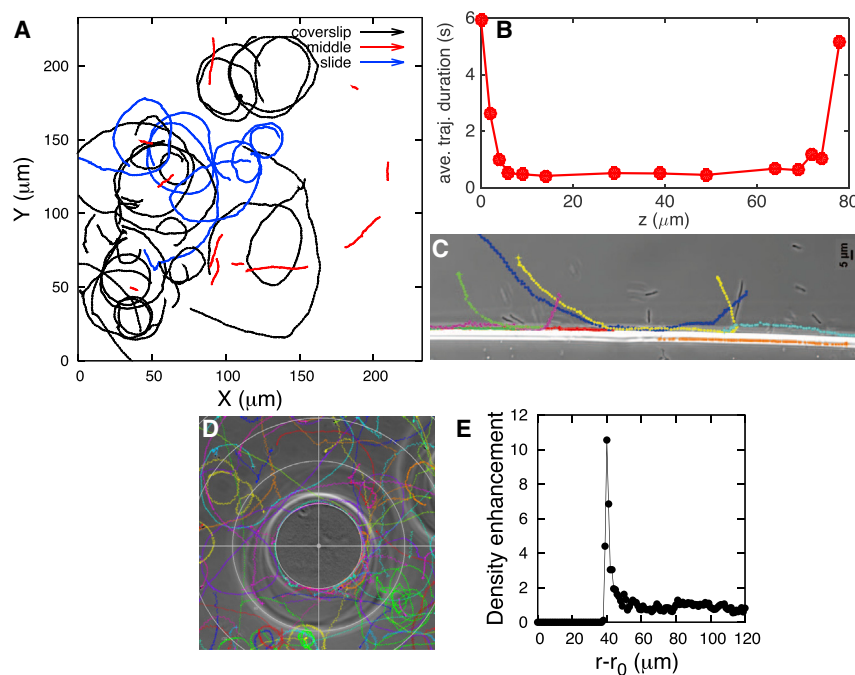 A
coverslip
middle
slide
Y (μm)
200
150
100
50
0
0
50
100
150
200
X (μm)
B
ave. traj. duration (s)
6
4
2
0
0
20
40
60
80
z (μm)
C
5 μm
D
E
Density enhancement
12
10
8
6
4
2
0
0
20
40
60
80
100
120
r-r0 (μm)